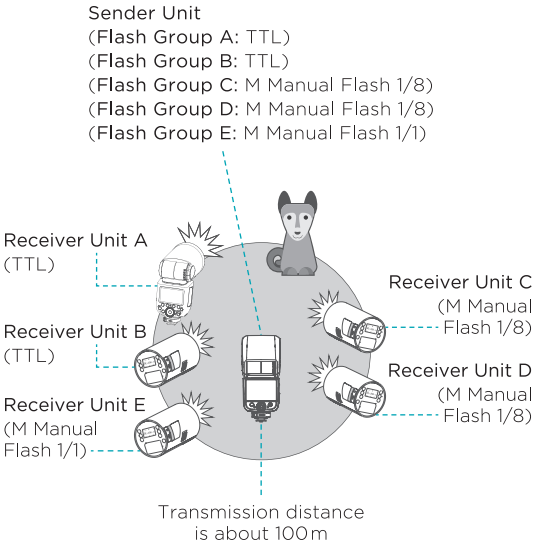 Sender Unit
(Flash Group A: TTL)
(Flash Group B: TTL)
(Flash Group C: M Manual Flash 1/8)
(Flash Group D: M Manual Flash 1/8)
(Flash Group E: M Manual Flash 1/1)
Receiver Unit A
(TTL)
Receiver Unit B
(TTL)
Receiver Unit E
(M Manual
Flash 1/1)
Receiver Unit C
(M Manual
Flash 1/8)
Receiver Unit D
(M Manual
Flash 1/8)
Transmission distance
is about 100m